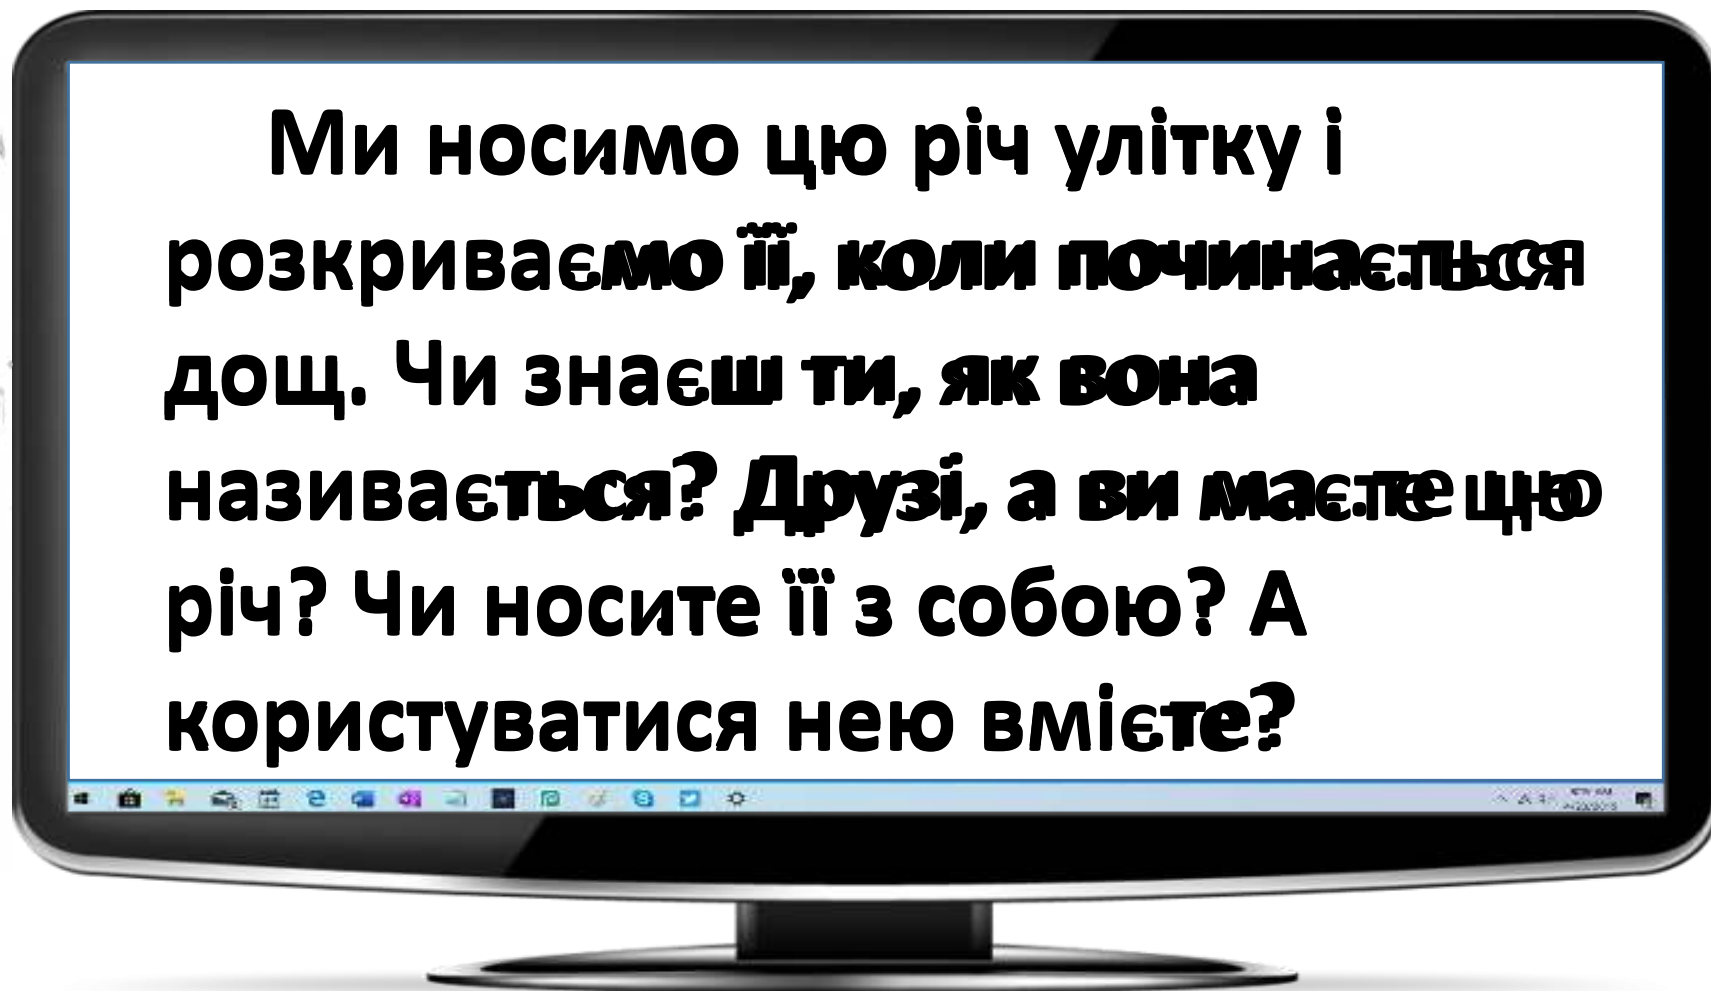 Ми носимо цю річ улітку і
розкриваємо її, коли починається
дощ. Чи знаєш ти, як вона
називається? Друзі, а ви маєте цю
річ? Чи носите її з собою? А
користуватися нею вмієте?